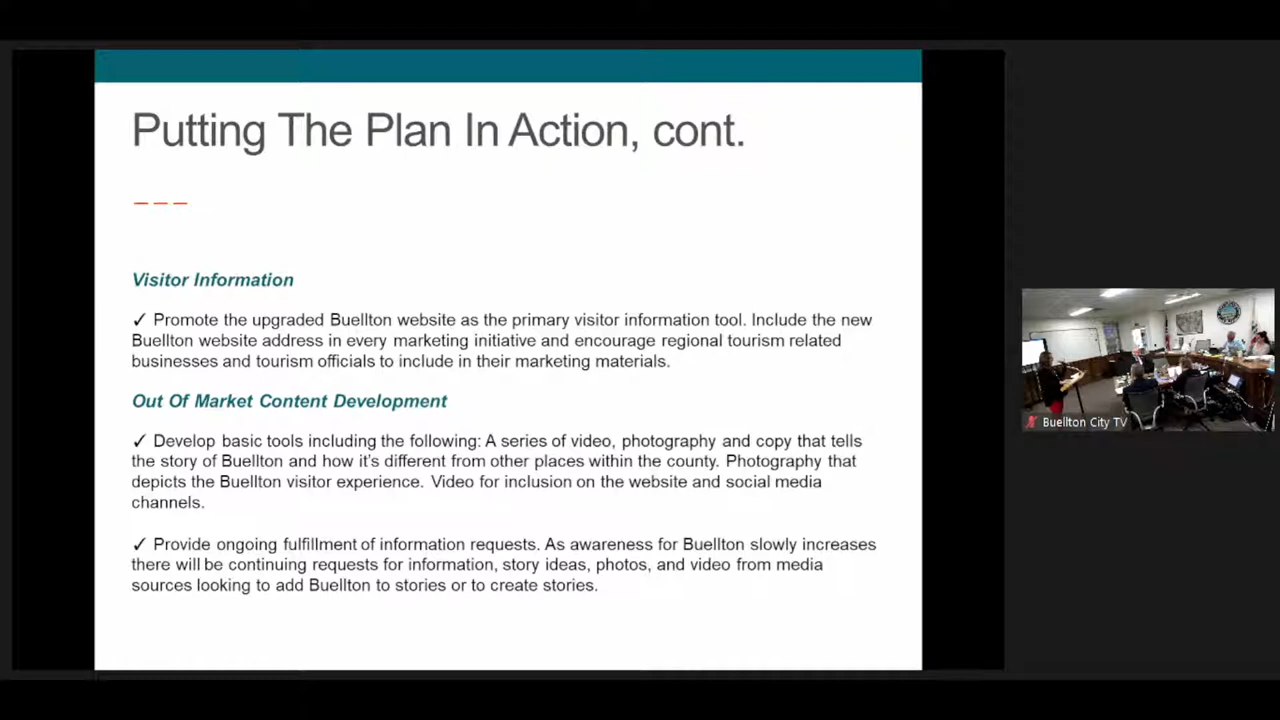 Putting The Plan In Action, cont.
Visitor Information
✓ Promote the upgraded Buellton website as the primary visitor information tool. Include the new
Buellton website address in every marketing initiative and encourage regional tourism related
businesses and tourism officials to include in their marketing materials.
Out Of Market Content Development
✓ Develop basic tools including the following: A series of video, photography and copy that tells
the story of Buellton and how it's different from other places within the county. Photography that
depicts the Buellton visitor experience. Video for inclusion on the website and social media
channels.
✓ Provide ongoing fulfillment of information requests. As awareness for Buellton slowly increases
there will be continuing requests for information, story ideas, photos, and video from media
sources looking to add Buellton to stories or to create stories.
Buellton City TV